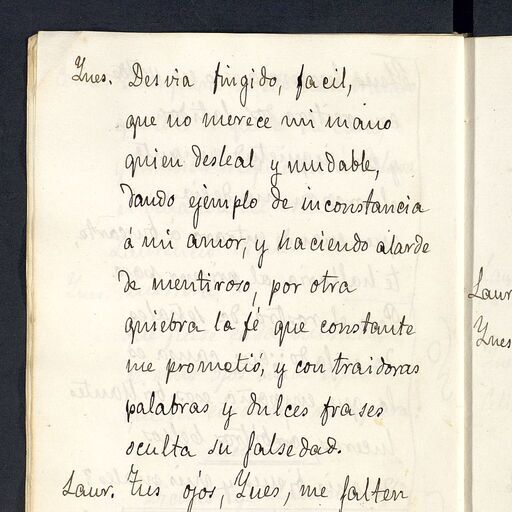 Ynes. Desvia fingido, facil,
que no merece mi mano
quien desleal y mudable,
dando ejemplo de inconstancia
á mi amor, y haciendo alarde
de mentiroso, por otra
quiebra la fé que constante
me prometió, y con traidoras
palabras y dulces frases
oculta su falsedad.
Laur. Tus ojos, Ynes, me falten
Laur
Ynes